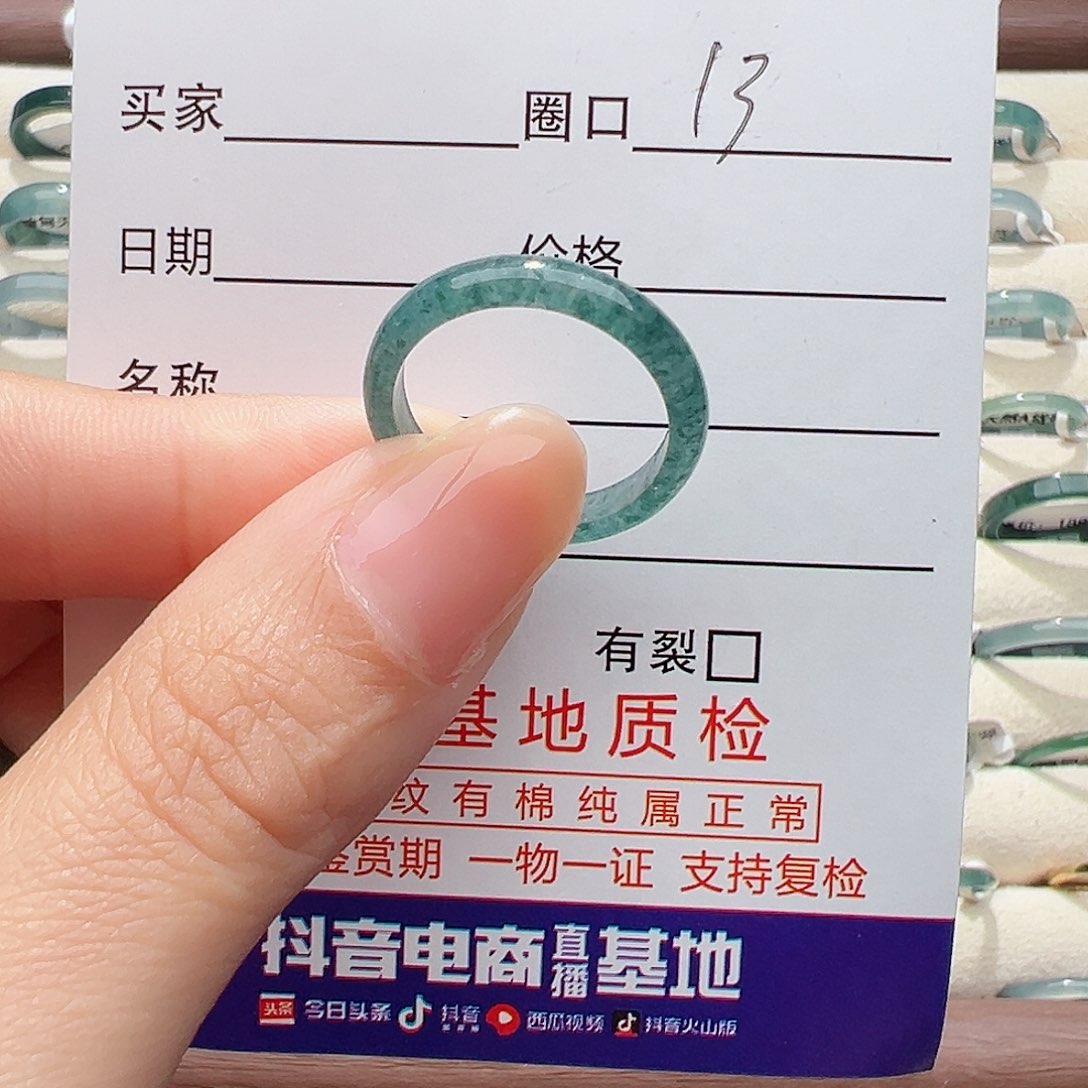 买家 圈口 13
日期 价格
名称
有裂
基地质检
纹有棉纯属正常
鉴赏期 一物一证 支持复检
抖音电商直播基地
头条 今日头条 抖音 西瓜视频 抖音火山版